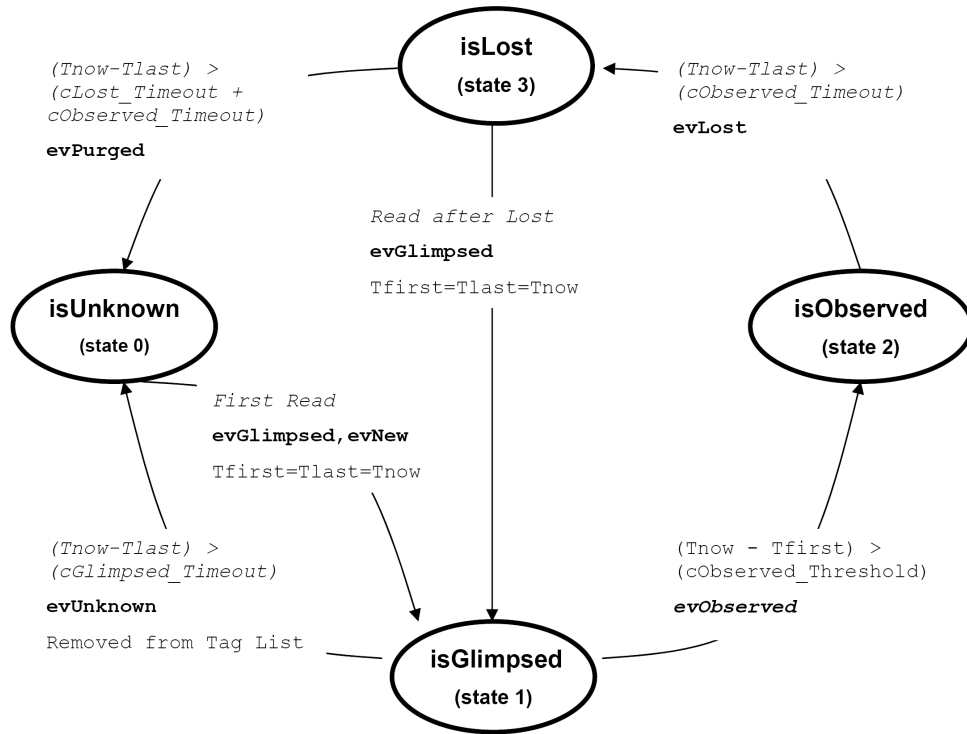 isLost
(state 3)
(Tnow-Tlast) >
(cLost_Timeout +
cObserved_Timeout)
evPurged
(Tnow-Tlast) >
(cObserved_Timeout)
evLost
Read after Lost
evGlimpsed
Tfirst=Tlast=Tnow
isUnknown
(state 0)
isObserved
(state 2)
First Read
evGlimpsed,evNew
Tfirst=Tlast=Tnow
(Tnow-Tlast) >
(cGlimpsed_Timeout)
evUnknown
Removed from Tag List
(Tnow - Tfirst) >
(cObserved_Threshold)
evObserved
isGlimpsed
(state 1)